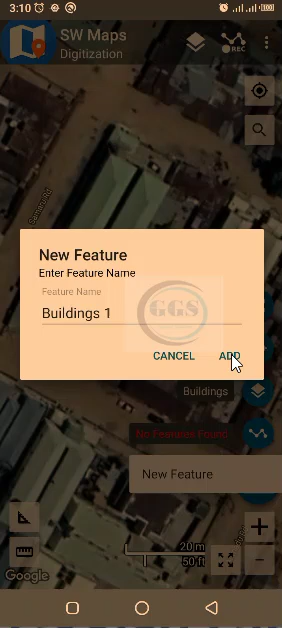 3:10
SW Maps
Digitization
REC
New Feature
Enter Feature Name
Feature Name
Buildings 1
GGS
CANCEL
ADD
Buildings
No Features Found
New Feature
20 m
50 ft
Google